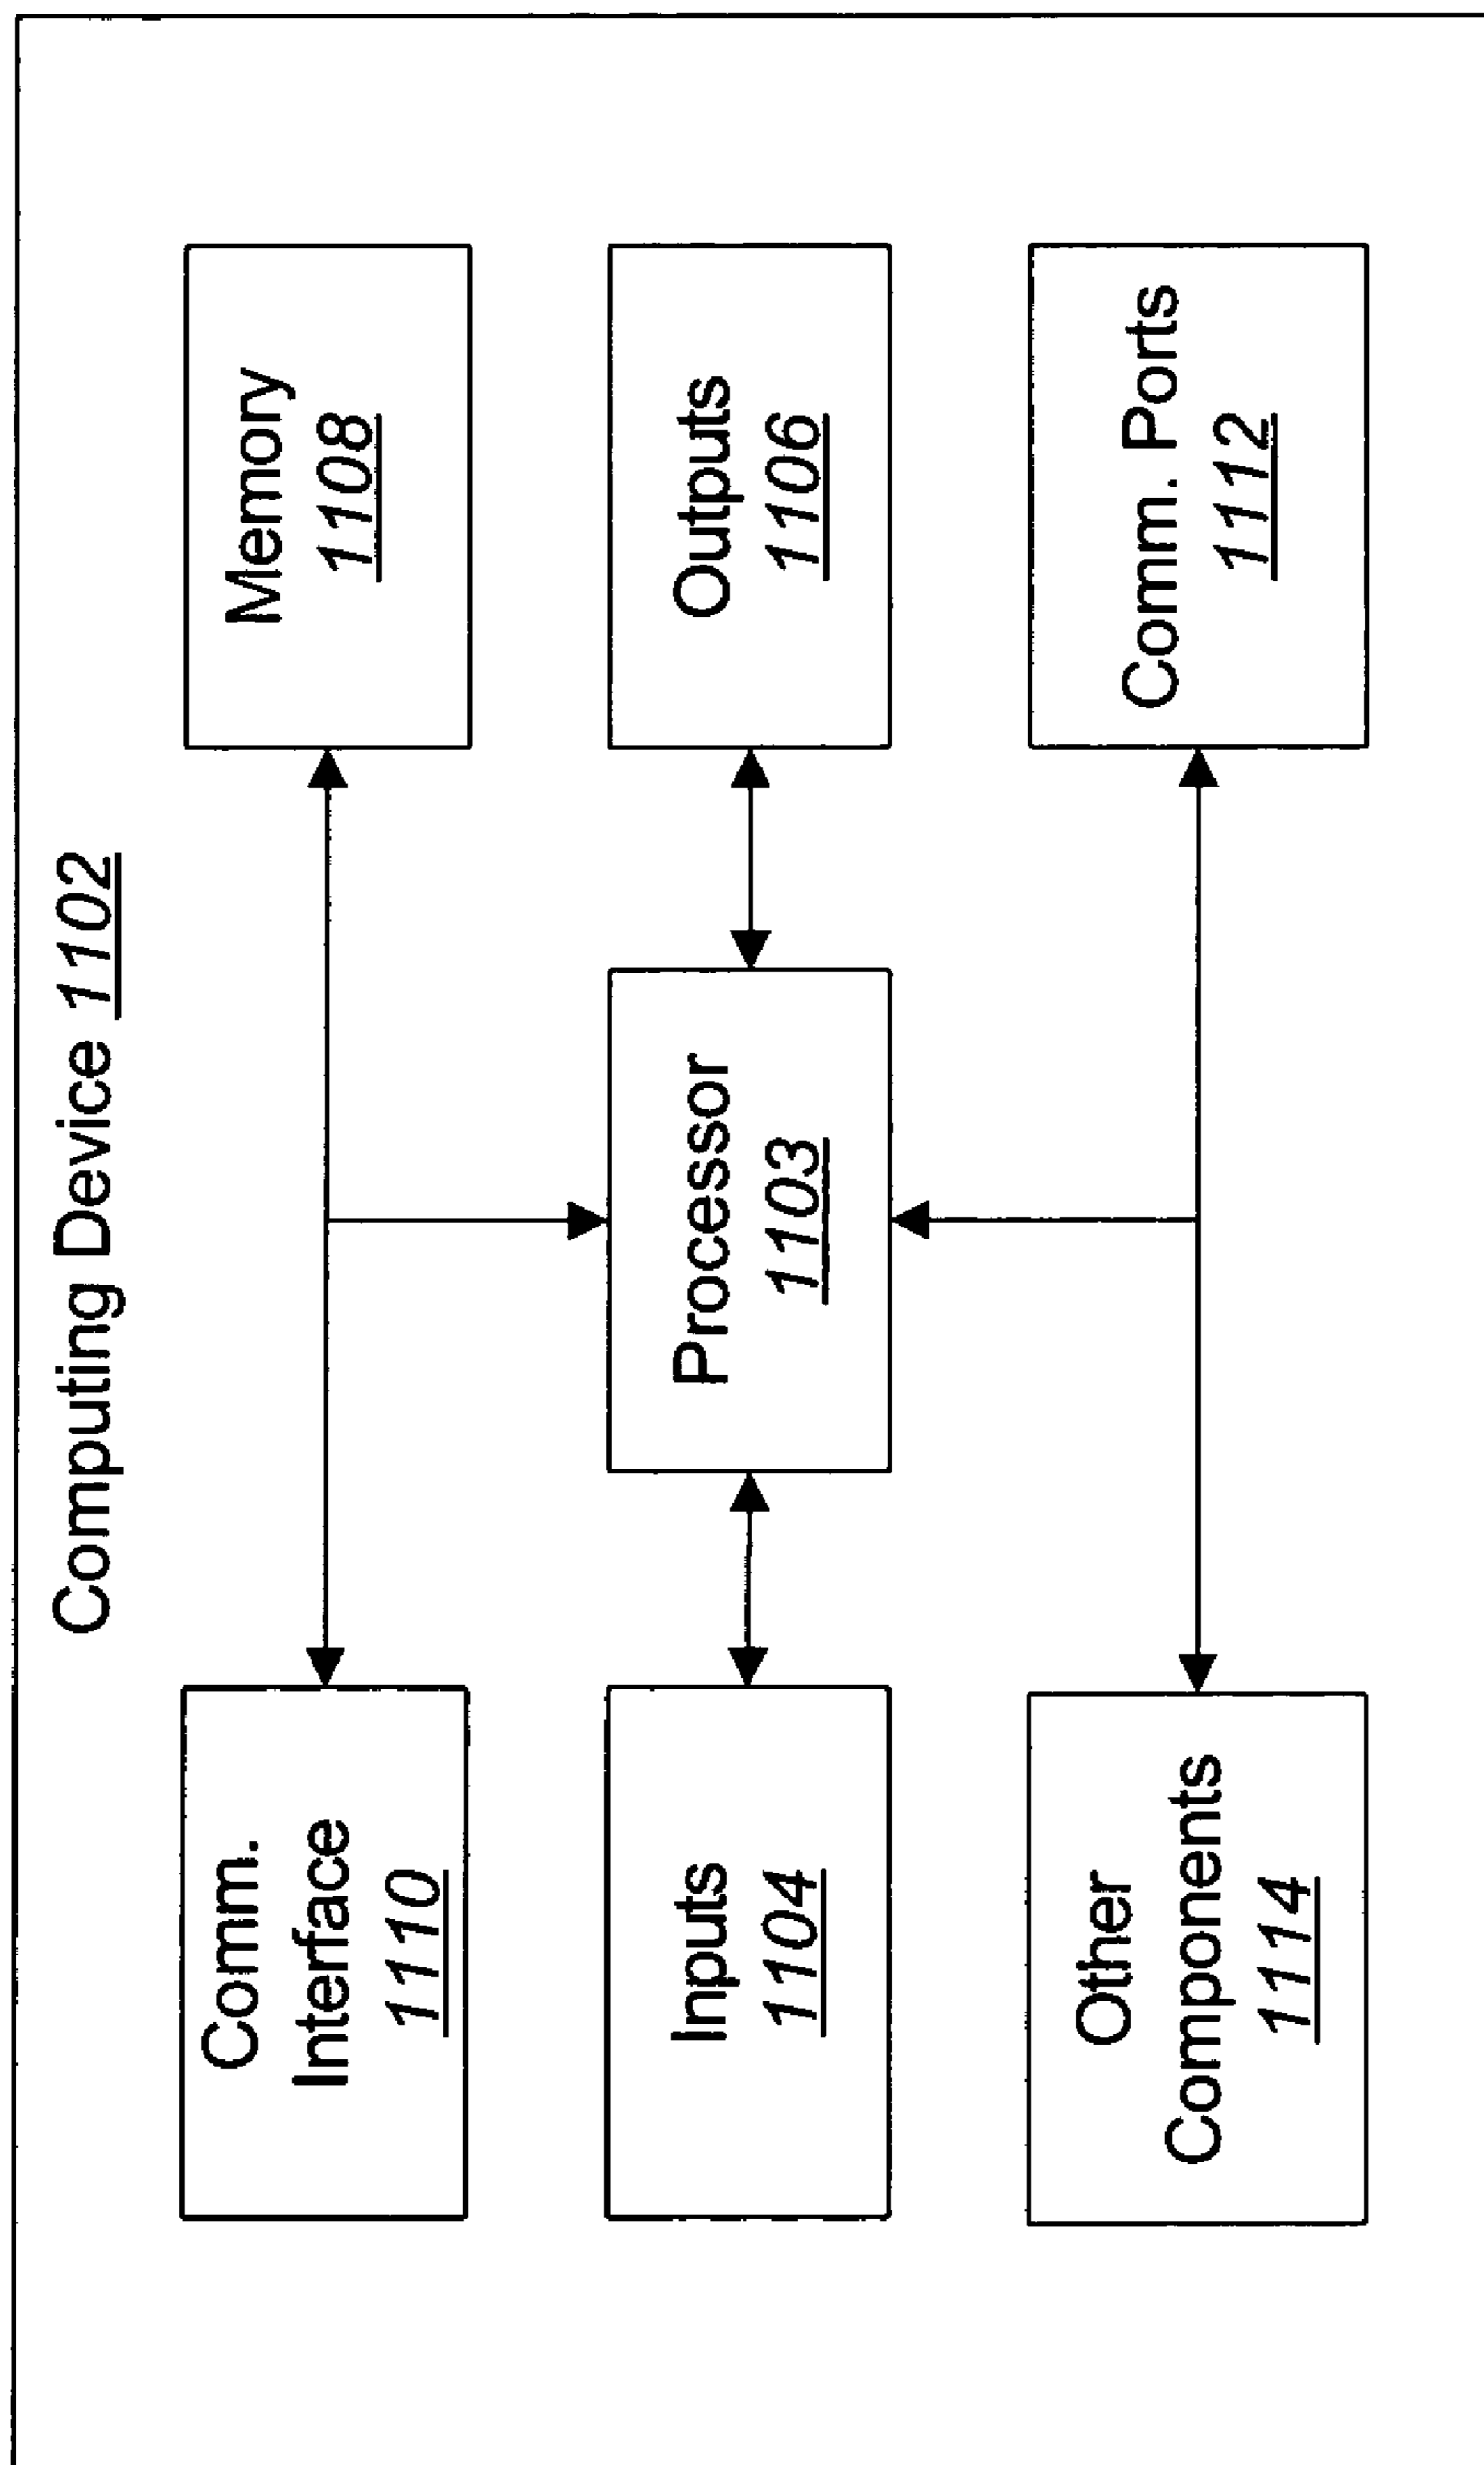 Computing Device 1102
Comm.
Interface
1110
Memory
1108
Inputs
1104
Processor
1103
Outputs
1106
Other
Components
1114
Comm. Ports
1112